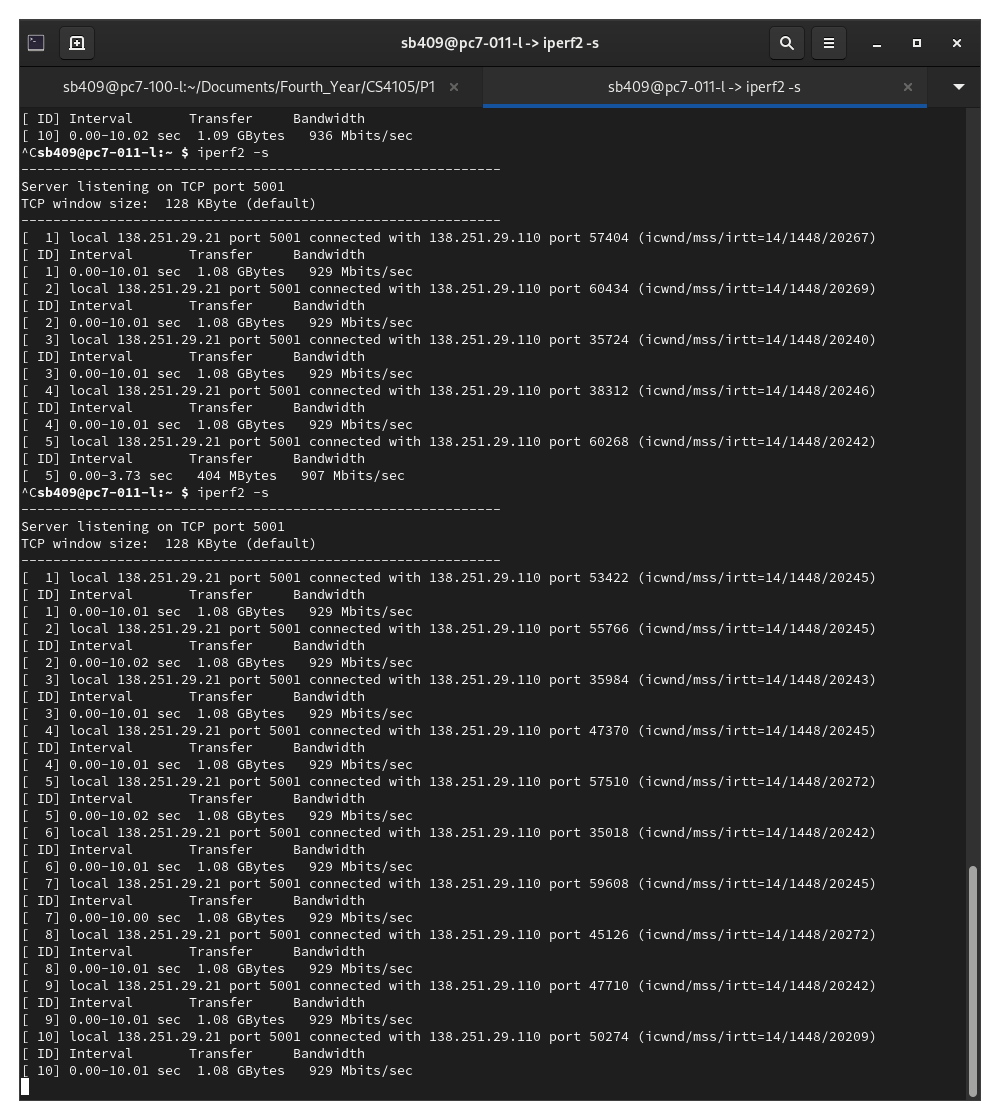 sb409@pc7-011-l -> iperf2 -s
sb409@pc7-100-l:~/Documents/Fourth_Year/CS4105/P1
sb409@pc7-011-l -> iperf2 -s
[ ID] Interval       Transfer     Bandwidth
[ 10] 0.00-10.02 sec  1.09 GBytes   936 Mbits/sec
^Csb409@pc7-011-l:~ $ iperf2 -s
------------------------------------------------------------
Server listening on TCP port 5001
TCP window size:  128 KByte (default)
------------------------------------------------------------
[  1] local 138.251.29.21 port 5001 connected with 138.251.29.110 port 57404 (icwnd/mss/irtt=14/1448/20267)
[ ID] Interval       Transfer     Bandwidth
[  1] 0.00-10.01 sec  1.08 GBytes   929 Mbits/sec
[  2] local 138.251.29.21 port 5001 connected with 138.251.29.110 port 60434 (icwnd/mss/irtt=14/1448/20269)
[ ID] Interval       Transfer     Bandwidth
[  2] 0.00-10.01 sec  1.08 GBytes   929 Mbits/sec
[  3] local 138.251.29.21 port 5001 connected with 138.251.29.110 port 35724 (icwnd/mss/irtt=14/1448/20240)
[ ID] Interval       Transfer     Bandwidth
[  3] 0.00-10.01 sec  1.08 GBytes   929 Mbits/sec
[  4] local 138.251.29.21 port 5001 connected with 138.251.29.110 port 38312 (icwnd/mss/irtt=14/1448/20246)
[ ID] Interval       Transfer     Bandwidth
[  4] 0.00-10.01 sec  1.08 GBytes   929 Mbits/sec
[  5] local 138.251.29.21 port 5001 connected with 138.251.29.110 port 60268 (icwnd/mss/irtt=14/1448/20242)
[ ID] Interval       Transfer     Bandwidth
[  5] 0.00-3.73 sec   404 MBytes   907 Mbits/sec
^Csb409@pc7-011-l:~ $ iperf2 -s
------------------------------------------------------------
Server listening on TCP port 5001
TCP window size:  128 KByte (default)
------------------------------------------------------------
[  1] local 138.251.29.21 port 5001 connected with 138.251.29.110 port 53422 (icwnd/mss/irtt=14/1448/20245)
[ ID] Interval       Transfer     Bandwidth
[  1] 0.00-10.01 sec  1.08 GBytes   929 Mbits/sec
[  2] local 138.251.29.21 port 5001 connected with 138.251.29.110 port 55766 (icwnd/mss/irtt=14/1448/20245)
[ ID] Interval       Transfer     Bandwidth
[  2] 0.00-10.02 sec  1.08 GBytes   929 Mbits/sec
[  3] local 138.251.29.21 port 5001 connected with 138.251.29.110 port 35984 (icwnd/mss/irtt=14/1448/20243)
[ ID] Interval       Transfer     Bandwidth
[  3] 0.00-10.01 sec  1.08 GBytes   929 Mbits/sec
[  4] local 138.251.29.21 port 5001 connected with 138.251.29.110 port 47370 (icwnd/mss/irtt=14/1448/20245)
[ ID] Interval       Transfer     Bandwidth
[  4] 0.00-10.01 sec  1.08 GBytes   929 Mbits/sec
[  5] local 138.251.29.21 port 5001 connected with 138.251.29.110 port 57510 (icwnd/mss/irtt=14/1448/20272)
[ ID] Interval       Transfer     Bandwidth
[  5] 0.00-10.02 sec  1.08 GBytes   929 Mbits/sec
[  6] local 138.251.29.21 port 5001 connected with 138.251.29.110 port 35018 (icwnd/mss/irtt=14/1448/20242)
[ ID] Interval       Transfer     Bandwidth
[  6] 0.00-10.01 sec  1.08 GBytes   929 Mbits/sec
[  7] local 138.251.29.21 port 5001 connected with 138.251.29.110 port 59608 (icwnd/mss/irtt=14/1448/20245)
[ ID] Interval       Transfer     Bandwidth
[  7] 0.00-10.00 sec  1.08 GBytes   929 Mbits/sec
[  8] local 138.251.29.21 port 5001 connected with 138.251.29.110 port 45126 (icwnd/mss/irtt=14/1448/20272)
[ ID] Interval       Transfer     Bandwidth
[  8] 0.00-10.01 sec  1.08 GBytes   929 Mbits/sec
[  9] local 138.251.29.21 port 5001 connected with 138.251.29.110 port 47710 (icwnd/mss/irtt=14/1448/20242)
[ ID] Interval       Transfer     Bandwidth
[  9] 0.00-10.01 sec  1.08 GBytes   929 Mbits/sec
[ 10] local 138.251.29.21 port 5001 connected with 138.251.29.110 port 50274 (icwnd/mss/irtt=14/1448/20209)
[ ID] Interval       Transfer     Bandwidth
[ 10] 0.00-10.01 sec  1.08 GBytes   929 Mbits/sec